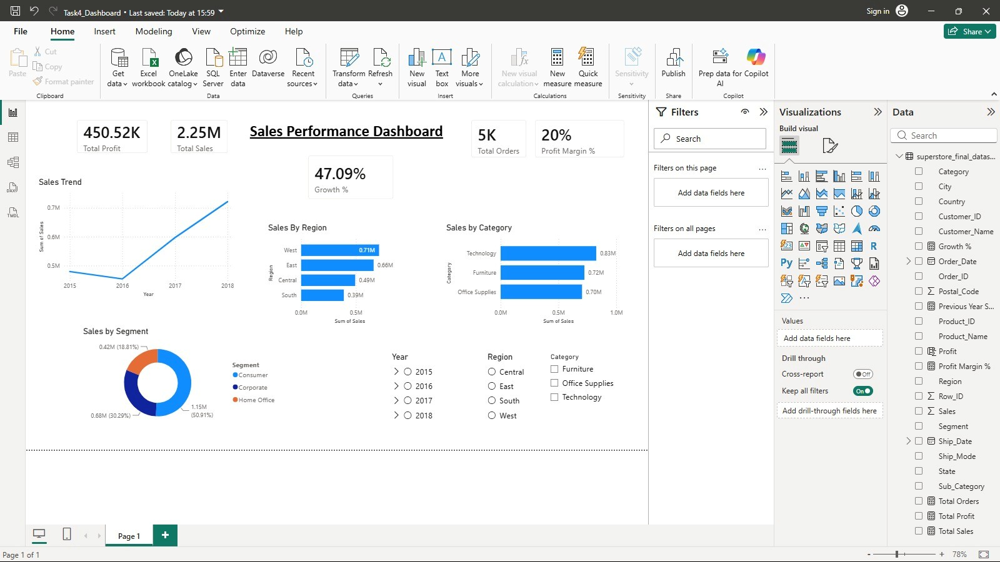 Task4_Dashboard • Last saved: Today at 15:59
Sign in
File
Home
Insert
Modeling
View
Optimize
Help
Share
Paste
Cut
Copy
Format painter
Clipboard
Get data
Excel workbook
OneLake catalog
SQL Server
Enter data
Dataverse
Recent sources
Data
Transform data
Refresh
Queries
New visual
Text box
More visuals
Insert
New visual calculation
New measure
Quick measure
Calculations
Sensitivity
Sensitivity
Publish
Share
Prep data for AI
Copilot
Copilot
450.52K
Total Profit
2.25M
Total Sales
Sales Performance Dashboard
5K
Total Orders
20%
Profit Margin %
47.09%
Growth %
Sales Trend
0.7M
0.6M
0.5M
Sum of Sales
2015
2016
2017
2018
Year
Sales By Region
Region
West
0.71M
East
0.66M
Central
0.49M
South
0.39M
0.0M
0.5M
Sum of Sales
Sales by Category
Category
Technology
0.83M
Furniture
0.72M
Office Supplies
0.70M
0.0M
0.5M
1.0M
Sum of Sales
Sales by Segment
0.42M (18.81%)
0.68M (30.29%)
1.15M
(50.91%)
Segment
Consumer
Corporate
Home Office
Year
2015
2016
2017
2018
Region
Central
East
South
West
Category
Furniture
Office Supplies
Technology
Filters
Search
Filters on this page
...
Add data fields here
Filters on all pages
...
Add data fields here
Visualizations
Build visual
R
Py
123
...
Values
Add data fields here
Drill through
Cross-report
Off
Keep all filters
On
Add drill-through fields here
Data
Search
superstore_final_datas...
Category
City
Country
Customer_ID
Customer_Name
Growth %
Order_Date
Order_ID
Postal_Code
Previous Year S...
Product_ID
Product_Name
Profit
Profit Margin %
Region
Row_ID
Sales
Segment
Ship_Date
Ship_Mode
State
Sub_Category
Total Orders
Total Profit
Total Sales
DAX
TMDL
Page 1
+
Page 1 of 1
- + 78%